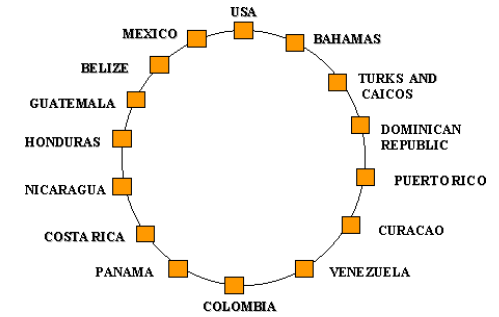 USA
MEXICO
BAHAMAS
BELIZE
TURKS AND
CAICOS
GUATEMALA
DOMINICAN
REPUBLIC
HONDURAS
PUERTO RICO
NICARAGUA
CURACAO
COSTA RICA
PANAMA
VENEZUELA
COLOMBIA